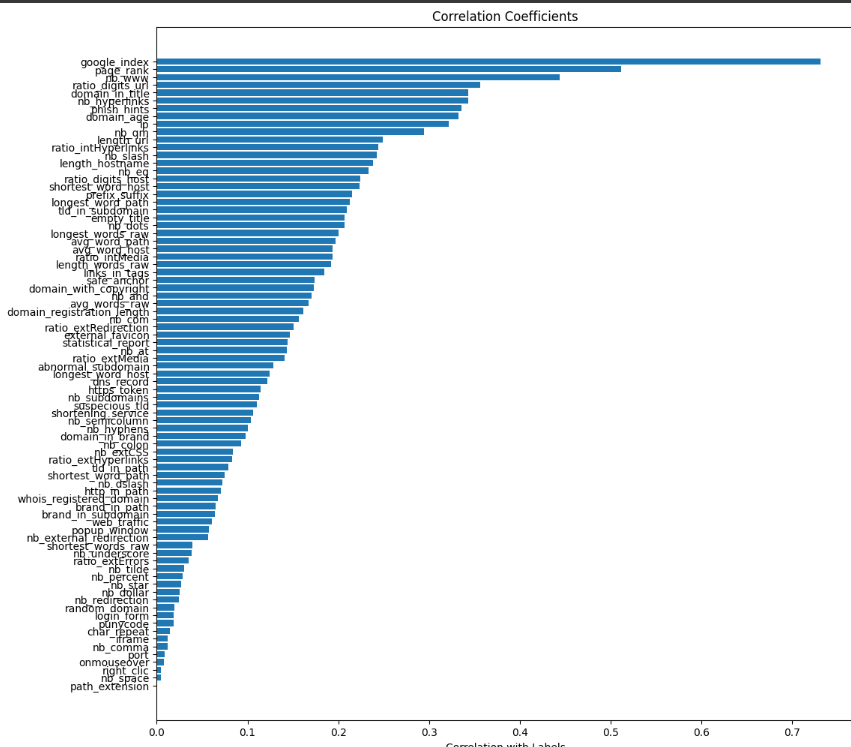 Correlation Coefficients
google_index
page_rank
nb_www
ratio_digits_url
domain_in_title
nb_hyperlinks
phish_hints
domain_age
ip
nb_qm
length_url
ratio_intHyperlinks
nb_slash
length_hostname
nb_eq
ratio_digits_host
shortest_word_host
prefix_suffix
longest_word_path
tld_in_subdomain
empty_title
nb_dots
longest_words_raw
avg_word_path
avg_word_host
ratio_intMedia
length_words_raw
links_in_tags
safe_anchor
domain_with_copyright
nb_and
avg_words_raw
domain_registration_length
nb_com
ratio_extRedirection
external_favicon
statistical_report
nb_at
ratio_extMedia
abnormal_subdomain
longest_word_host
dns_record
https_token
nb_subdomains
suspecious_tld
shortening_service
nb_semicolumn
nb_hyphens
domain_in_brand
nb_colon
nb_extCSS
ratio_extHyperlinks
tld_in_path
shortest_word_path
nb_dslash
http_in_path
whois_registered_domain
brand_in_path
brand_in_subdomain
web_traffic
popup_window
nb_external_redirection
shortest_words_raw
nb_underscore
ratio_extErrors
nb_tilde
nb_percent
nb_star
nb_dollar
nb_redirection
random_domain
login_form
punycode
char_repeat
iframe
nb_comma
port
onmouseover
right_clic
nb_space
path_extension
0.0 0.1 0.2 0.3 0.4 0.5 0.6 0.7
Correlation with Labels